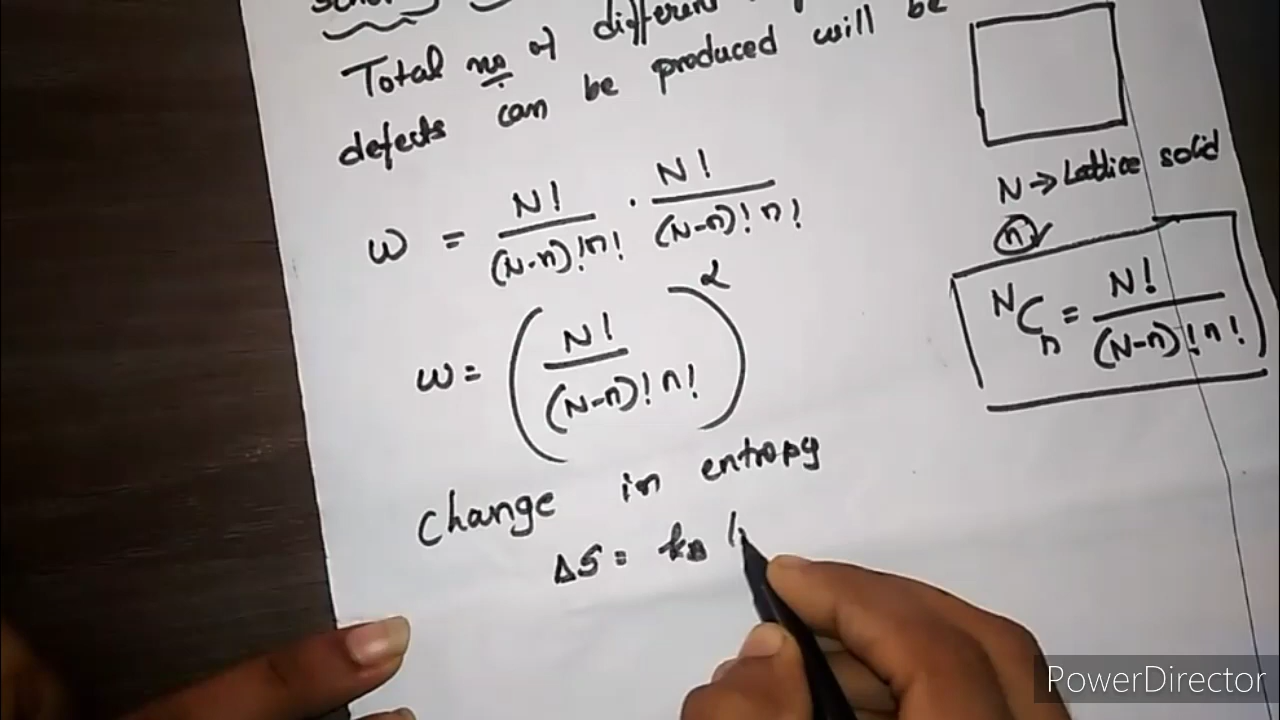 Total no of different
defects can be produced will be
ω = N!/(N-n)!n! . N!/(N-n)!n!
ω = (N!/(N-n)!n!)²
Change in entropy
ΔS = kB
N → Lattice solid
n
NCn = N!/(N-n)!n!
PowerDirector